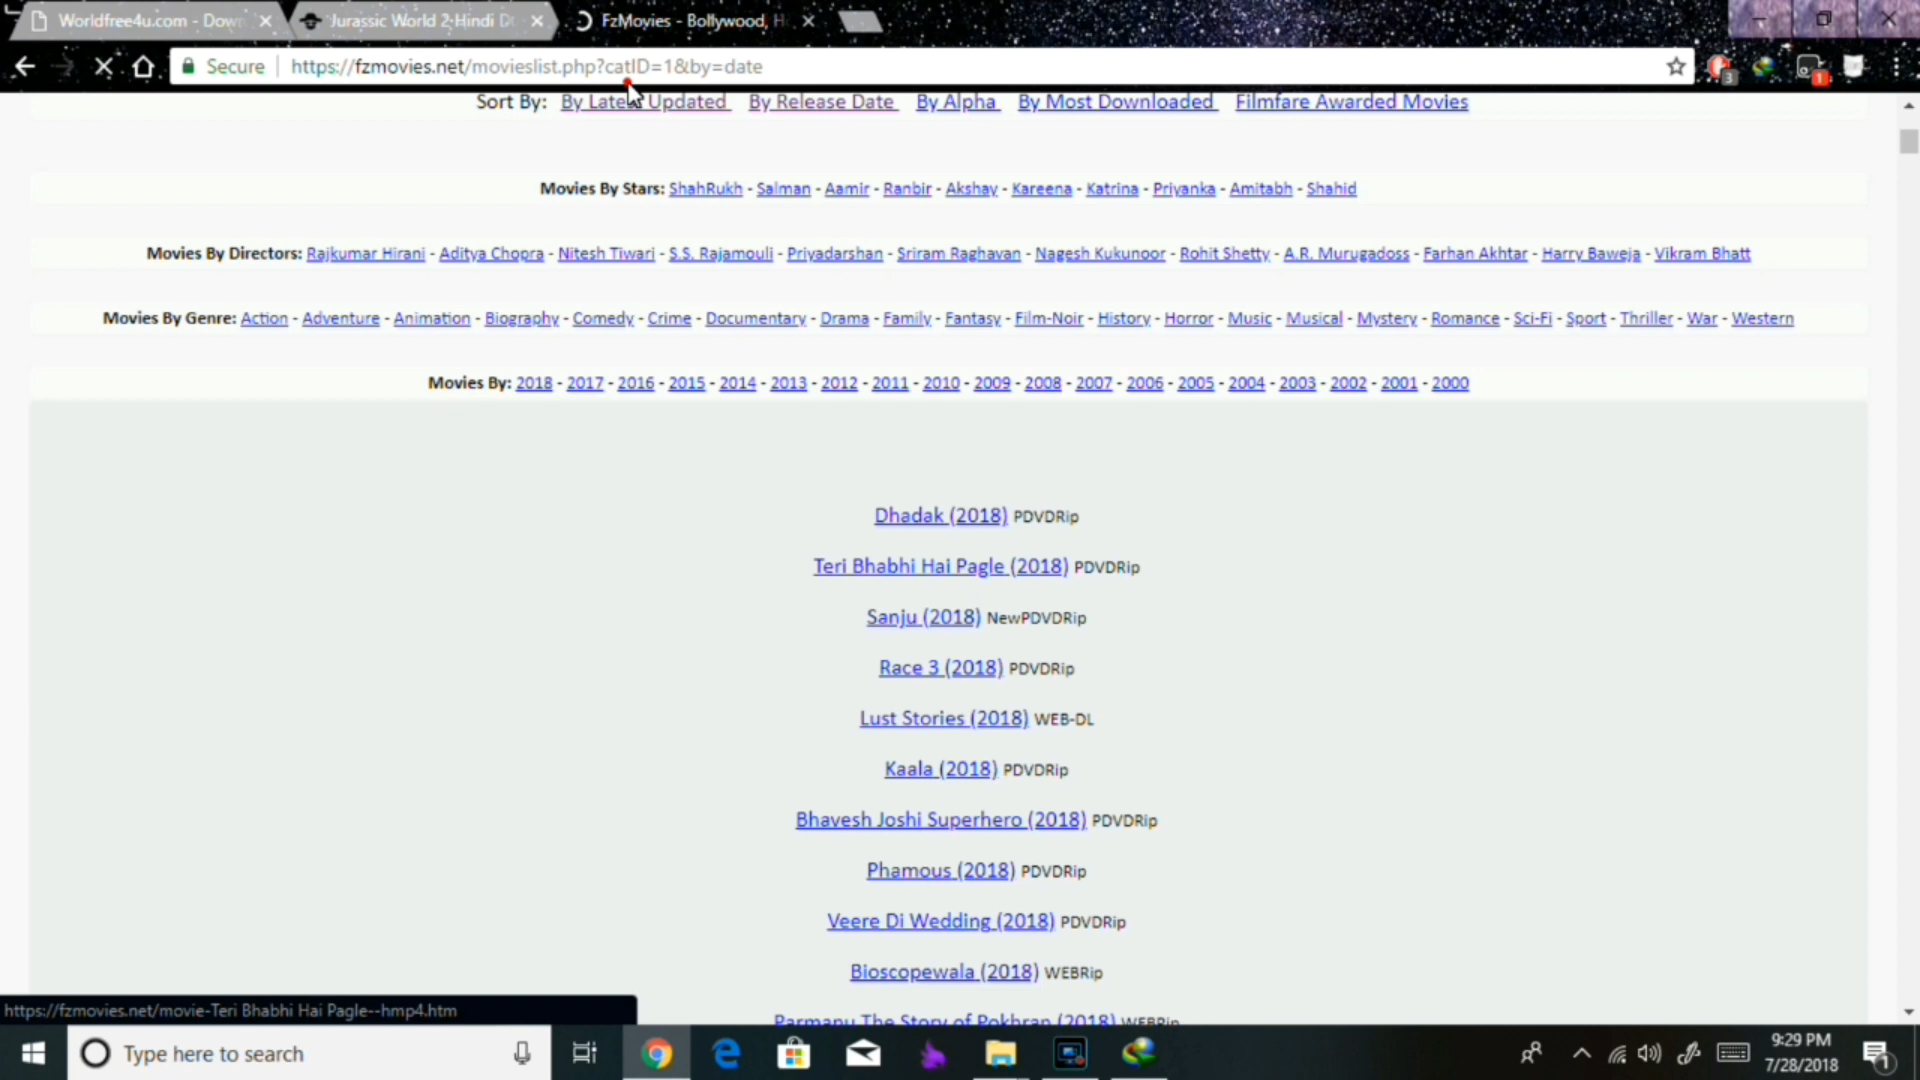 Worldfree4u.com - Down
Jurassic World 2-Hindi D
FzMovies - Bollywood, H
Secure https://fzmovies.net/movieslist.php?catID=1&by=date
3
1
Sort By: By Latest Updated By Release Date By Alpha By Most Downloaded Filmfare Awarded Movies
Movies By Stars: ShahRukh - Salman - Aamir - Ranbir - Akshay - Kareena - Katrina - Priyanka - Amitabh - Shahid
Movies By Directors: Rajkumar Hirani - Aditya Chopra - Nitesh Tiwari - S.S. Rajamouli - Priyadarshan - Sriram Raghavan - Nagesh Kukunoor - Rohit Shetty - A.R. Murugadoss - Farhan Akhtar - Harry Baweja - Vikram Bhatt
Movies By Genre: Action - Adventure - Animation - Biography - Comedy - Crime - Documentary - Drama - Family - Fantasy - Film-Noir - History - Horror - Music - Musical - Mystery - Romance - Sci-Fi - Sport - Thriller - War - Western
Movies By: 2018 - 2017 - 2016 - 2015 - 2014 - 2013 - 2012 - 2011 - 2010 - 2009 - 2008 - 2007 - 2006 - 2005 - 2004 - 2003 - 2002 - 2001 - 2000
Dhadak (2018) PDVDRip
Teri Bhabhi Hai Pagle (2018) PDVDRip
Sanju (2018) NewPDVDRip
Race 3 (2018) PDVDRip
Lust Stories (2018) WEB-DL
Kaala (2018) PDVDRip
Bhavesh Joshi Superhero (2018) PDVDRip
Phamous (2018) PDVDRip
Veere Di Wedding (2018) PDVDRip
Bioscopewala (2018) WEBRip
Parmanu The Story of Pokhran (2018) WEBRip
https://fzmovies.net/movie-Teri Bhabhi Hai Pagle--hmp4.htm
Type here to search
9:29 PM
7/28/2018
1